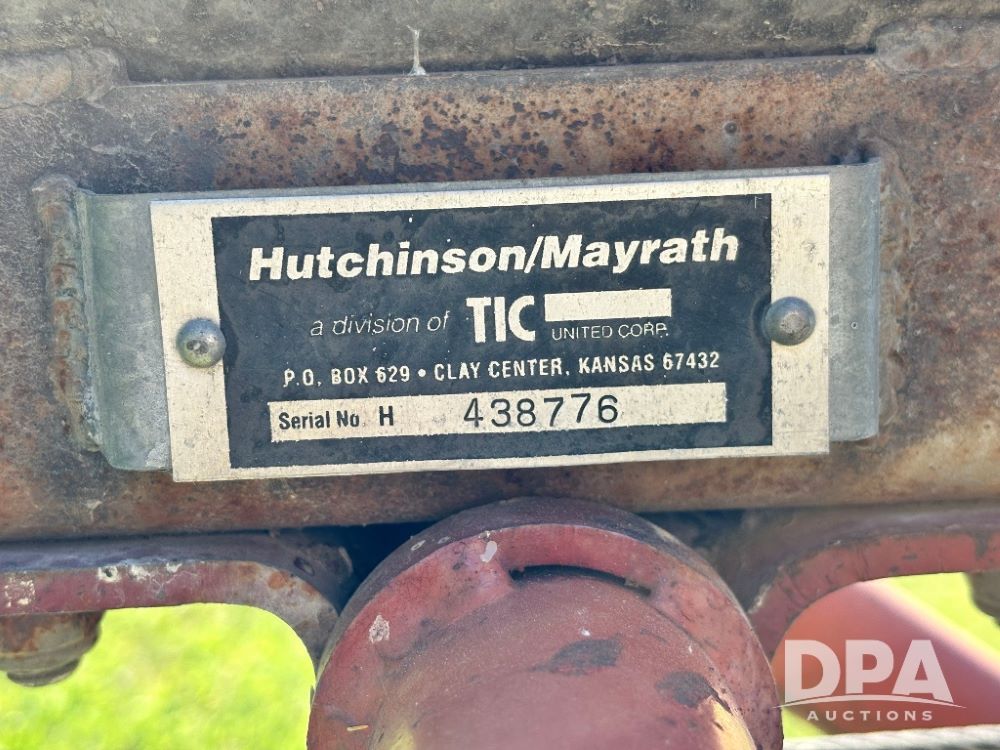 Hutchinson/Mayrath
a division of TIC
UNITED CORP.
P.O. BOX 629 • CLAY CENTER, KANSAS 67432
Serial No. H 438776
DPA
AUCTIONS